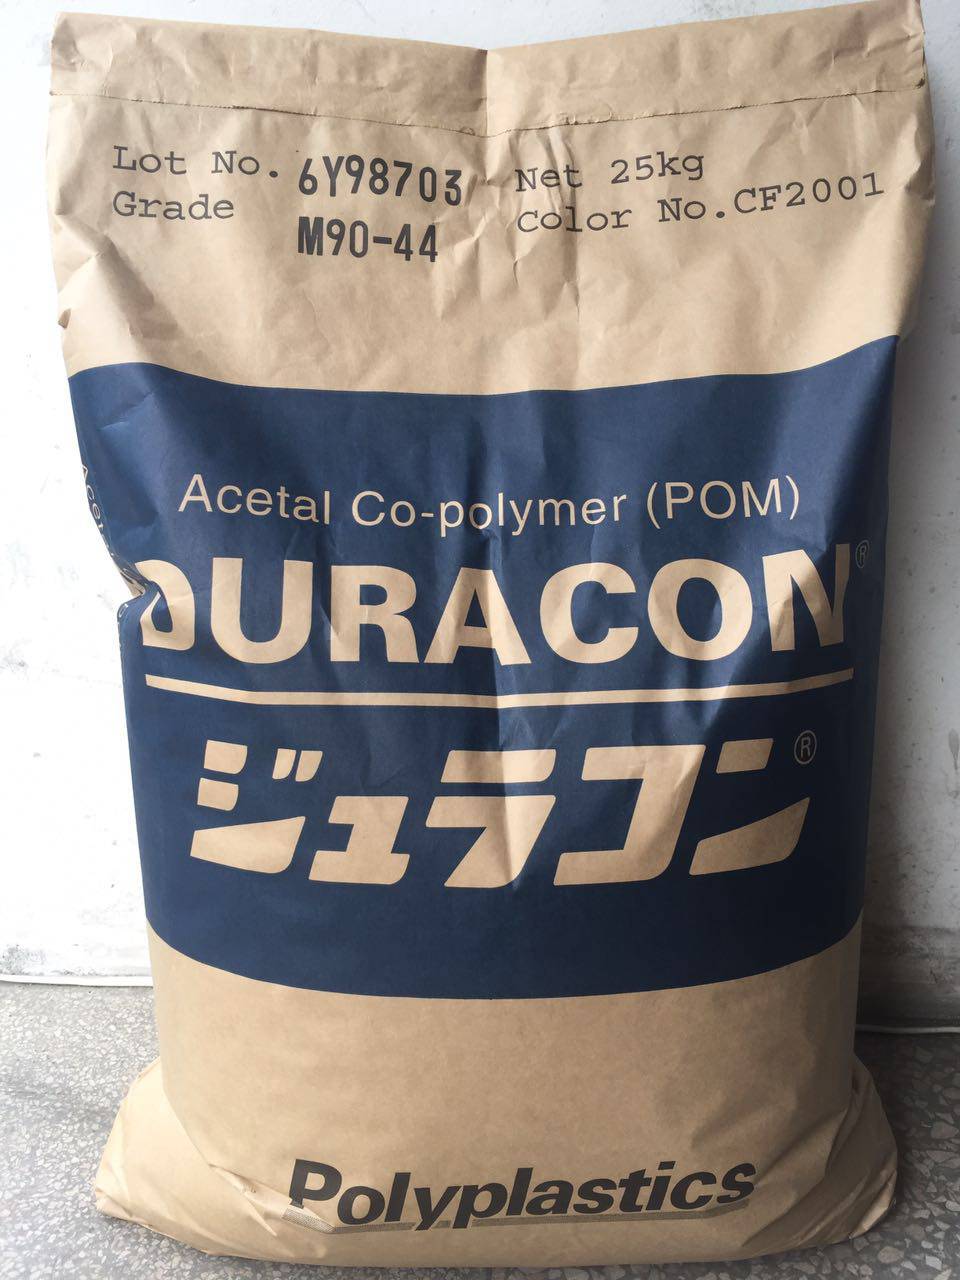 Lot No. 6Y98703 Net 25kg
Grade M90-44 Color No.CF2001
Acetal Co-polymer (POM)
DURACON®
ジュラコン®
Polyplastics